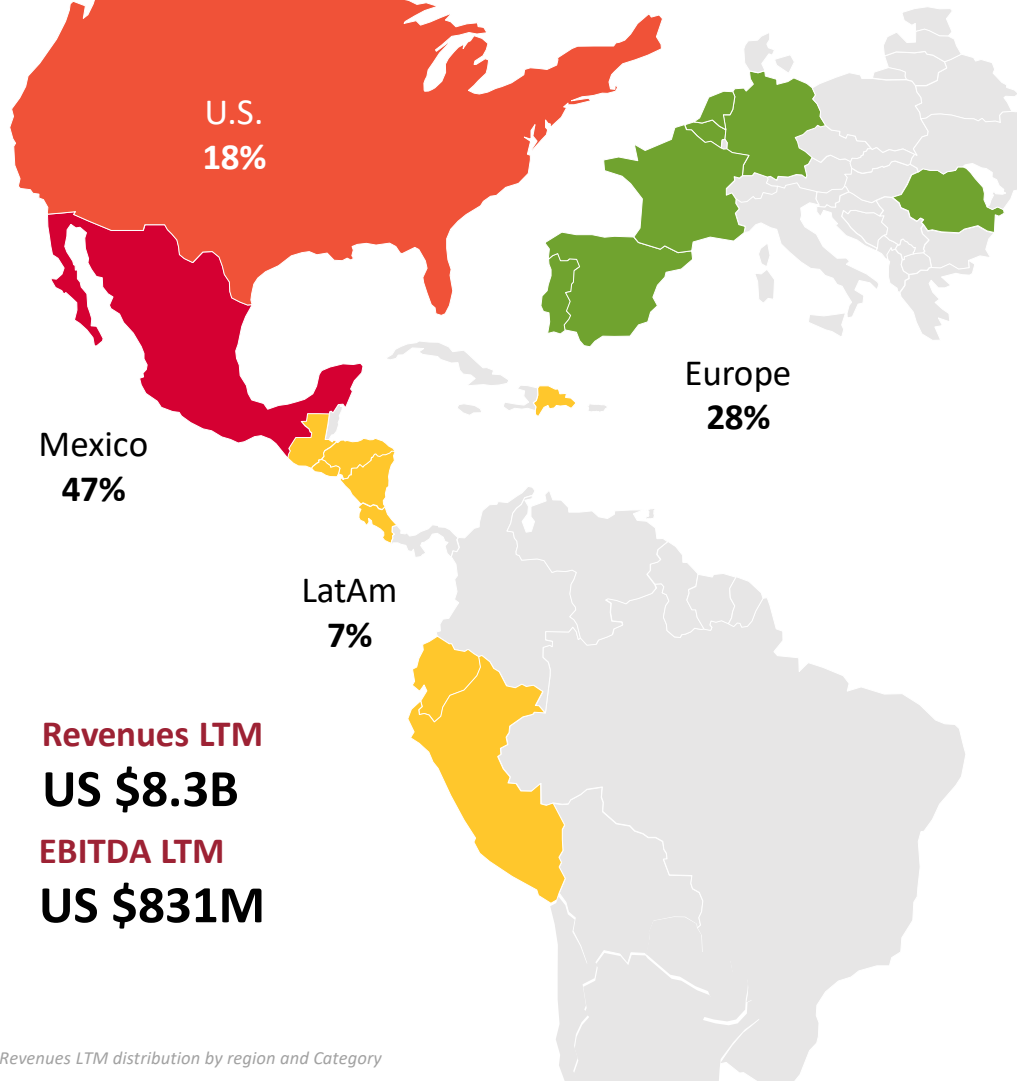 U.S.
18%
Europe
28%
Mexico
47%
LatAm
7%
Revenues LTM
US $8.3B
EBITDA LTM
US $831M
Revenues LTM distribution by region and Category